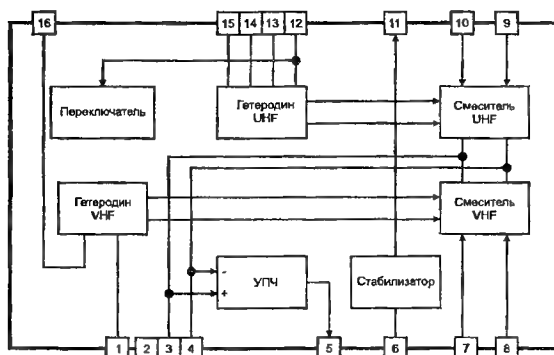 16 15 14 13 12 11 10 9
Переключатель
Гетеродин
UHF
Смеситель
UHF
Гетеродин
VHF
Смеситель
VHF
-
+
УПЧ
Стабилизатор
1 2 3 4 5 6 7 8